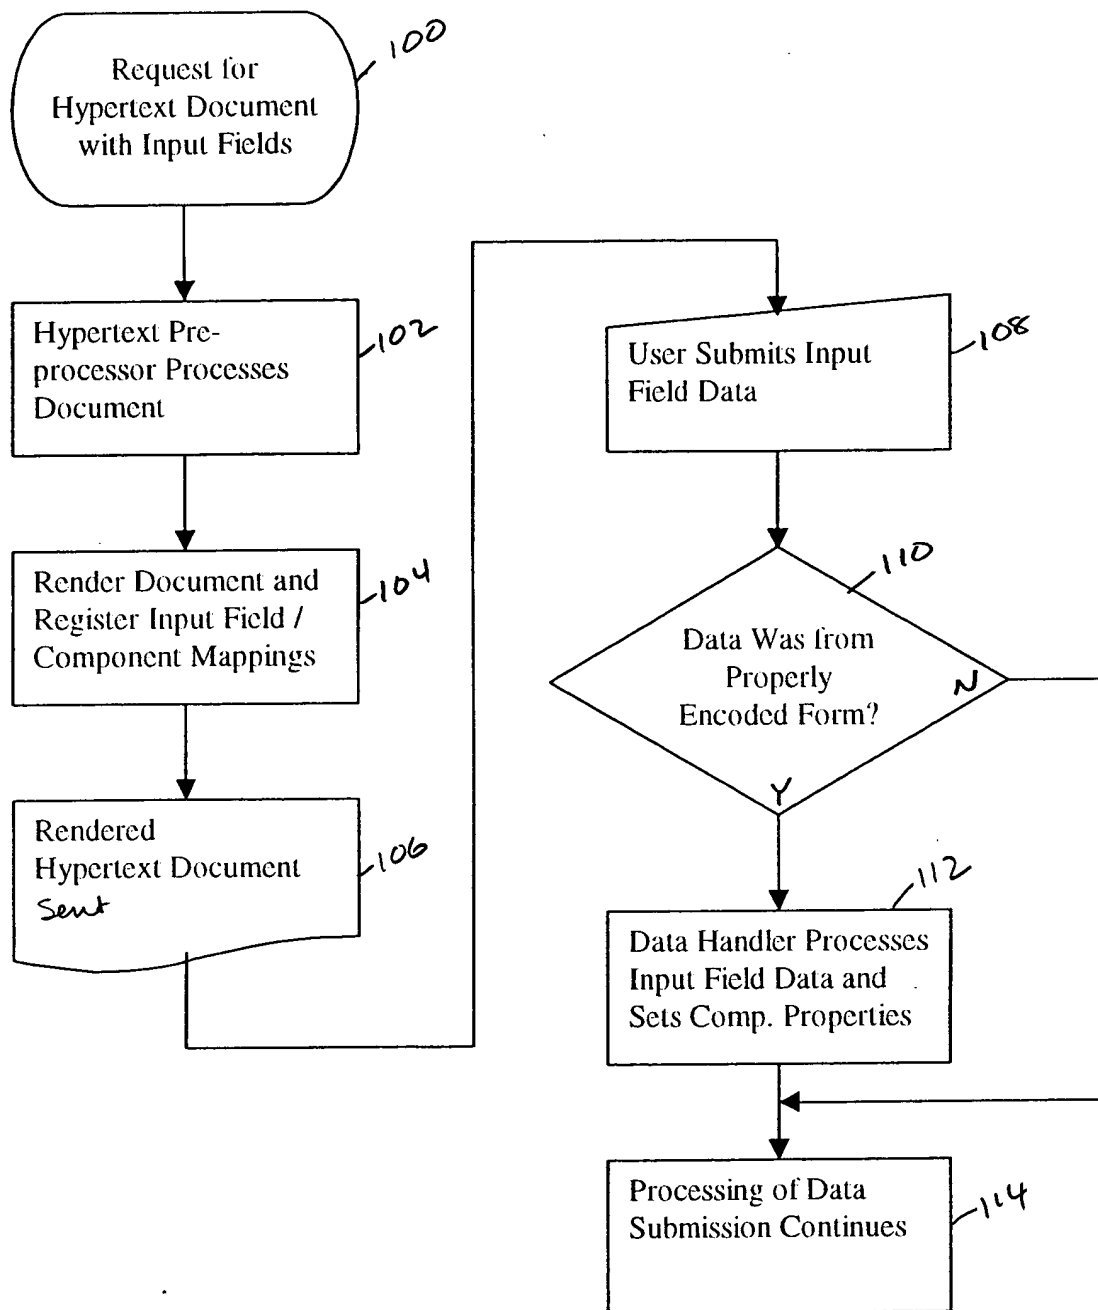 Request for
Hypertext Document
with Input Fields
100
Hypertext Pre-
processor Processes
Document
102
Render Document and
Register Input Field /
Component Mappings
104
Rendered
Hypertext Document
Sent
106
User Submits Input
Field Data
108
Data Was from
Properly
Encoded Form?
110
N
Y
Data Handler Processes
Input Field Data and
Sets Comp. Properties
112
Processing of Data
Submission Continues
114